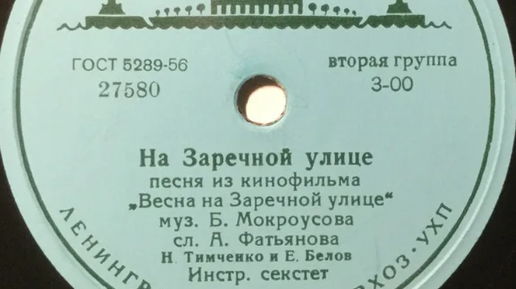 ГОСТ 5289-56
27580
вторая группа
3-00
На Заречной улице
песня из кинофильма
„Весна на Заречной улице"
муз. Б. Мокроусова
сл. А. Фатьянова
Н. Тимченко и Е. Белов
Инстр. секстет
УХП